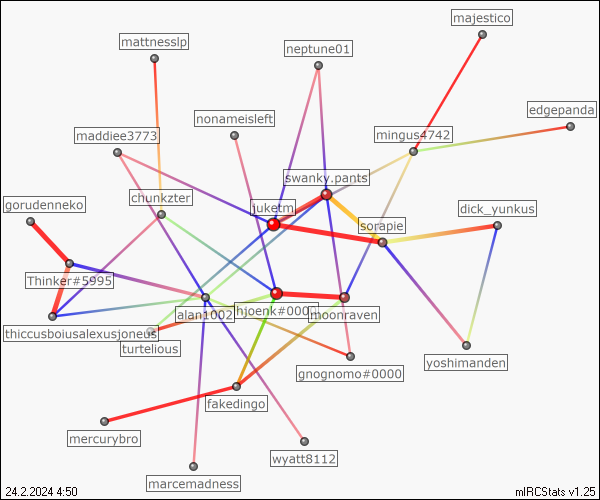 majestico
mattnesslp
neptune01
edgepanda
nonameisleft
maddiee3773
mingus4742
swanky.pants
chunkzter
gorudenneko
juketm
dick_yunkus
sorapie
Thinker#5995
hjoenk#000
alan1002
moonraven
thiccusboiusalexusjoneus
turtelious
yoshimanden
gnognomo#0000
fakedingo
mercurybro
wyatt8112
marcemadness
24.2.2024 4:50
mIRCStats v1.25